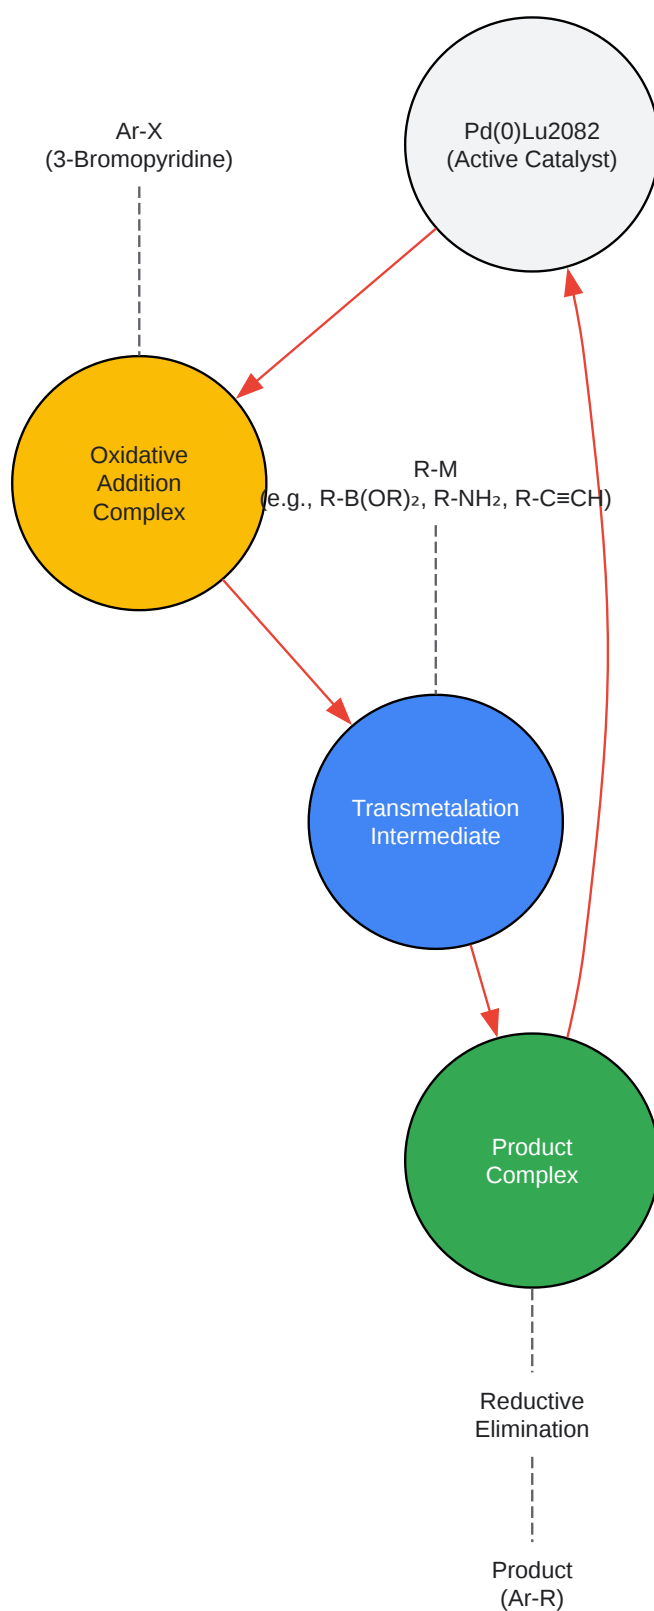 Pd(0)Lu2082
(Active Catalyst)
Ar-X
(3-Bromopyridine)
Oxidative
Addition
Complex
R-M
(e.g., R-B(OR)₂, R-NH₂, R-C≡CH)
Transmetalation
Intermediate
Product
Complex
Reductive
Elimination
Product
(Ar-R)